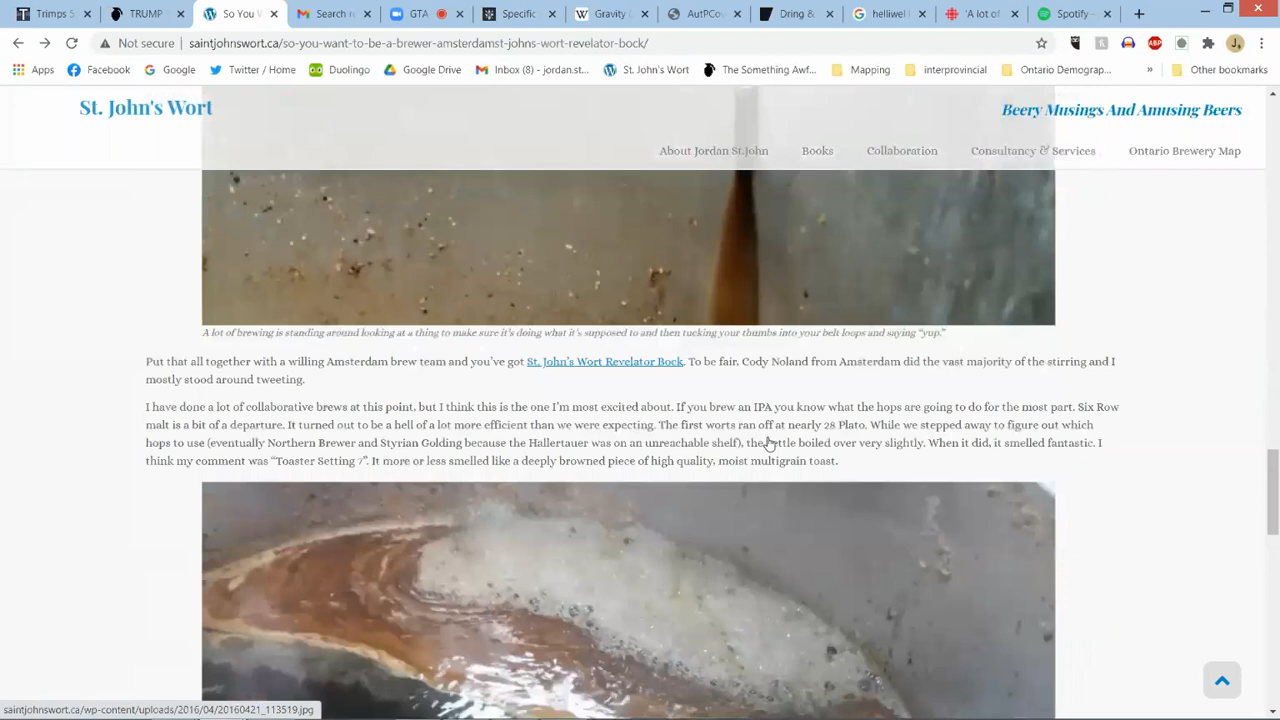 Trimps 5
TRUMP T
So You W
Search re
GTA
Specific
Gravity (
AutPCov
Dring &
helliwel
'A lot of
Spotify -
Not secure
saintjohnswort.ca/so-you-want-to-be-a-brewer-amsterdamst-johns-wort-revelator-bock/
Apps
Facebook
Google
Twitter / Home
Duolingo
Google Drive
Inbox (8) - jordan.st...
St. John's Wort
The Something Awf...
Mapping
interprovincial
Ontario Demograp...
Other bookmarks
St. John's Wort
Beery Musings And Amusing Beers
About Jordan St.John
Books
Collaboration
Consultancy & Services
Ontario Brewery Map
A lot of brewing is standing around looking at a thing to make sure it's doing what it's supposed to and then tucking your thumbs into your belt loops and saying "yup."
Put that all together with a willing Amsterdam brew team and you've got St. John's Wort Revelator Bock. To be fair, Cody Noland from Amsterdam did the vast majority of the stirring and I
mostly stood around tweeting.
I have done a lot of collaborative brews at this point, but I think this is the one I'm most excited about. If you brew an IPA you know what the hops are going to do for the most part. Six Row
malt is a bit of a departure. It turned out to be a hell of a lot more efficient than we were expecting. The first worts ran off at nearly 28 Plato. While we stepped away to figure out which
hops to use (eventually Northern Brewer and Styrian Golding because the Hallertauer was on an unreachable shelf), the kettle boiled over very slightly. When it did, it smelled fantastic. I
think my comment was "Toaster Setting 7". It more or less smelled like a deeply browned piece of high quality, moist multigrain toast.
saintjohnswort.ca/wp-content/uploads/2016/04/20160421_113519.jpg